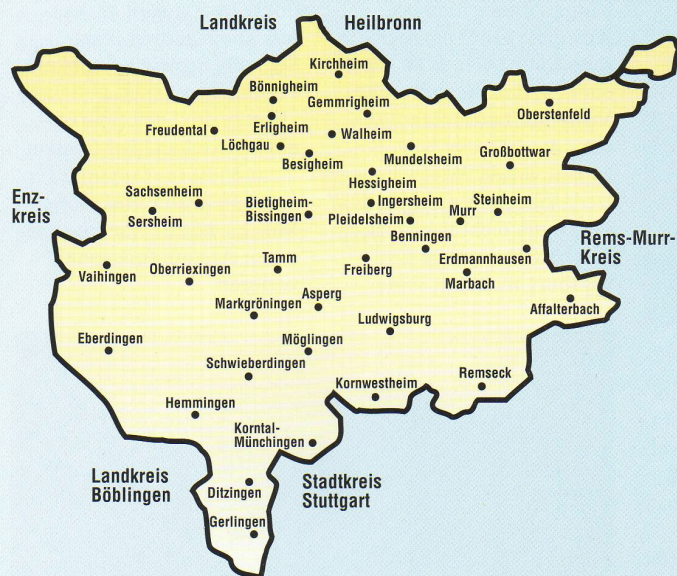 Landkreis Heilbronn
Kirchheim
Bönnigheim
Gemmrigheim
Oberstenfeld
Freudental
Erligheim
Walheim
Löchgau
Besigheim
Mundelsheim
Großbottwar
Hessigheim
Enz-
kreis
Sachsenheim
Sersheim
Bietigheim-
Bissingen
Ingersheim
Pleidelsheim
Murr
Steinheim
Benningen
Rems-Murr-
Kreis
Vaihingen
Oberriexingen
Tamm
Freiberg
Erdmannhausen
Marbach
Asperg
Markgröningen
Affalterbach
Ludwigsburg
Eberdingen
Möglingen
Schwieberdingen
Kornwestheim
Remseck
Hemmingen
Korntal-
Münchingen
Landkreis
Böblingen
Ditzingen
Stadtkreis
Stuttgart
Gerlingen